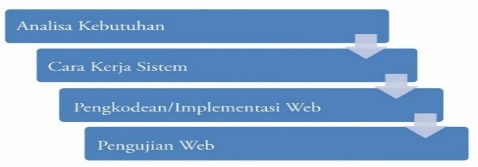 Analisa Kebutuhan
Cara Kerja Sistem
Pengkodean/Implementasi Web
Pengujian Web